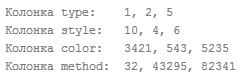 Колонка type: 1, 2, 5
Колонка style: 10, 4, 6
Колонка color: 3421, 543, 5235
Колонка method: 32, 43295, 82341